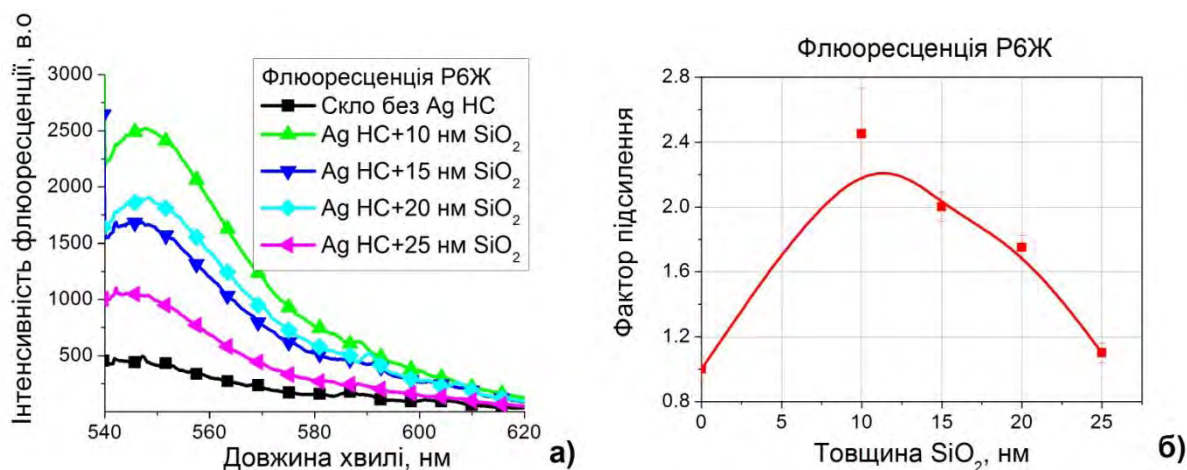 Інтенсивність флюоресценції, в.о
3000
2500
2000
1500
1000
500
540
560
580
600
620
Довжина хвилі, нм
Флюоресценція Р6Ж
Скло без Ag НС
Ag НС+10 нм SiO₂
Ag НС+15 нм SiO₂
Ag НС+20 нм SiO₂
Ag НС+25 нм SiO₂
а)
Флюоресценція Р6Ж
Фактор підсилення
2.8
2.4
2.0
1.6
1.2
0.8
0
5
10
15
20
25
Товщина SiO₂, нм
б)